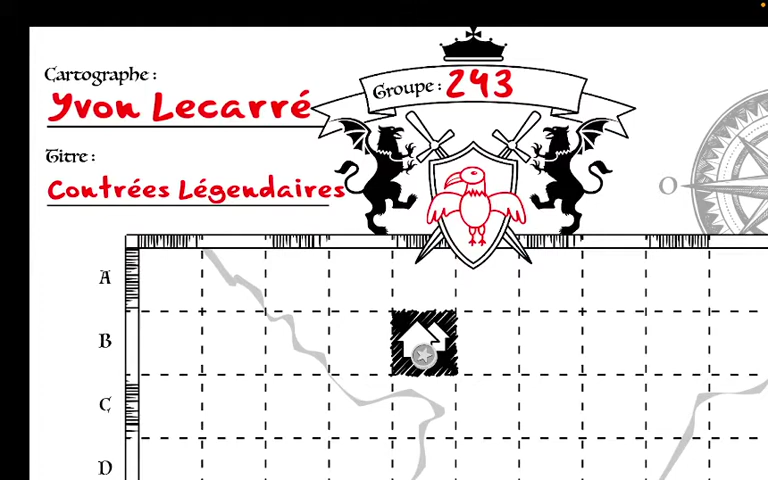 Cartographe :
Yvon Lecarré
Groupe : 243
Titre :
Contrées Légendaires
O
A
B
C
D